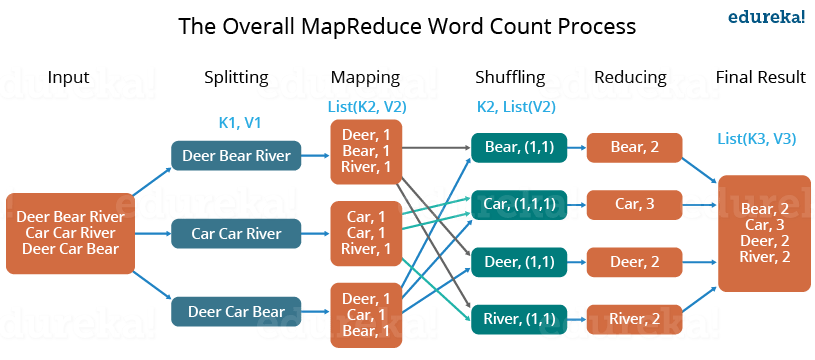 edureka!
The Overall MapReduce Word Count Process
Input
Splitting
Mapping
Shuffling
Reducing
Final Result
K1, V1
List(K2, V2)
K2, List(V2)
List(K3, V3)
Deer Bear River
Car Car River
Deer Car Bear
Deer Bear River
Car Car River
Deer Car Bear
Deer, 1
Bear, 1
River, 1
Car, 1
Car, 1
River, 1
Deer, 1
Car, 1
Bear, 1
Bear, (1,1)
Car, (1,1,1)
Deer, (1,1)
River, (1,1)
Bear, 2
Car, 3
Deer, 2
River, 2
Bear, 2
Car, 3
Deer, 2
River, 2